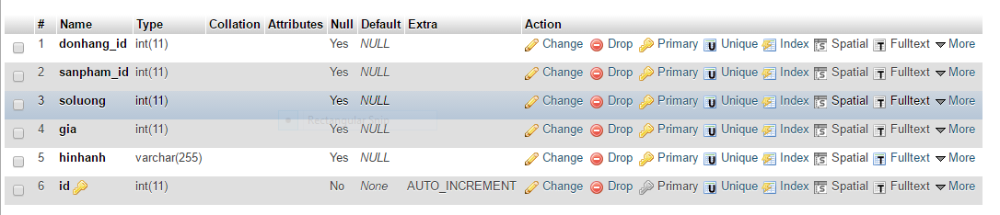 # Name Type Collation Attributes Null Default Extra Action
1 donhang_id int(11) Yes NULL Change Drop Primary Unique Index Spatial Fulltext More
2 sanpham_id int(11) Yes NULL Change Drop Primary Unique Index Spatial Fulltext More
3 soluong int(11) Yes NULL Change Drop Primary Unique Index Spatial Fulltext More
4 gia int(11) Yes NULL Change Drop Primary Unique Index Spatial Fulltext More
5 hinhanh varchar(255) Yes NULL Change Drop Primary Unique Index Spatial Fulltext More
6 id int(11) No None AUTO_INCREMENT Change Drop Primary Unique Index Spatial Fulltext More